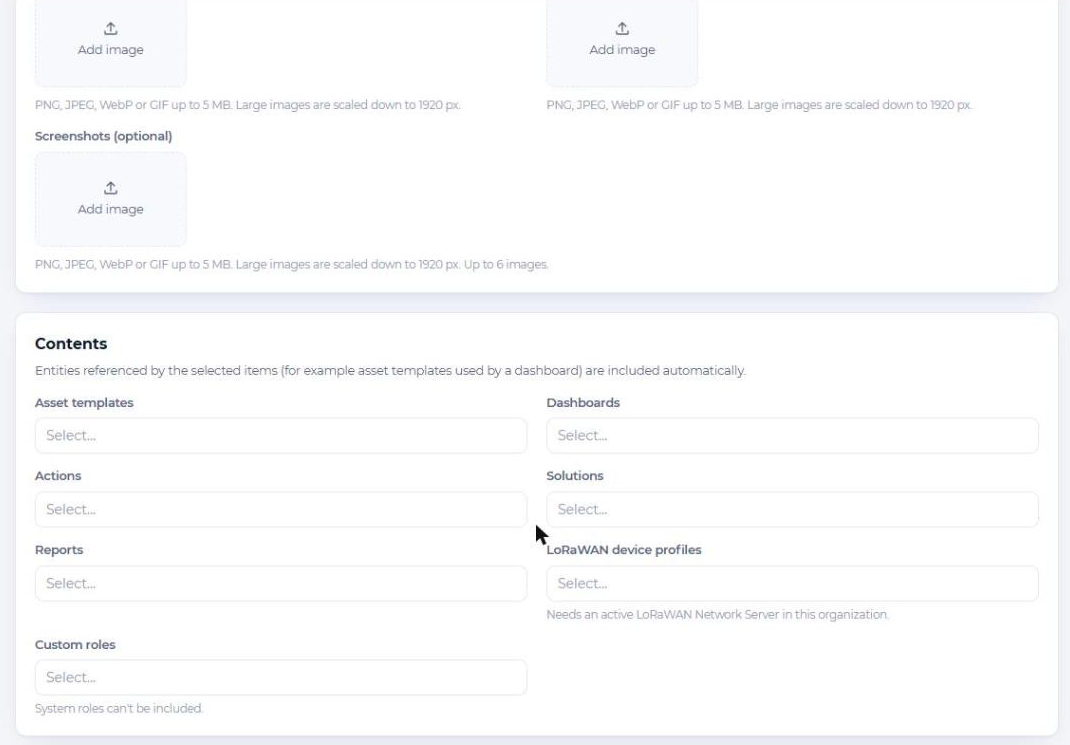 Add image
Add image
PNG, JPEG, WebP or GIF up to 5 MB. Large images are scaled down to 1920 px.
PNG, JPEG, WebP or GIF up to 5 MB. Large images are scaled down to 1920 px.
Screenshots (optional)
Add image
PNG, JPEG, WebP or GIF up to 5 MB. Large images are scaled down to 1920 px. Up to 6 images.
Contents
Entities referenced by the selected items (for example asset templates used by a dashboard) are included automatically.
Asset templates
Dashboards
Select...
Select...
Actions
Solutions
Select...
Select...
Reports
LoRaWAN device profiles
Select...
Select...
Needs an active LoRaWAN Network Server in this organization.
Custom roles
Select...
System roles can't be included.